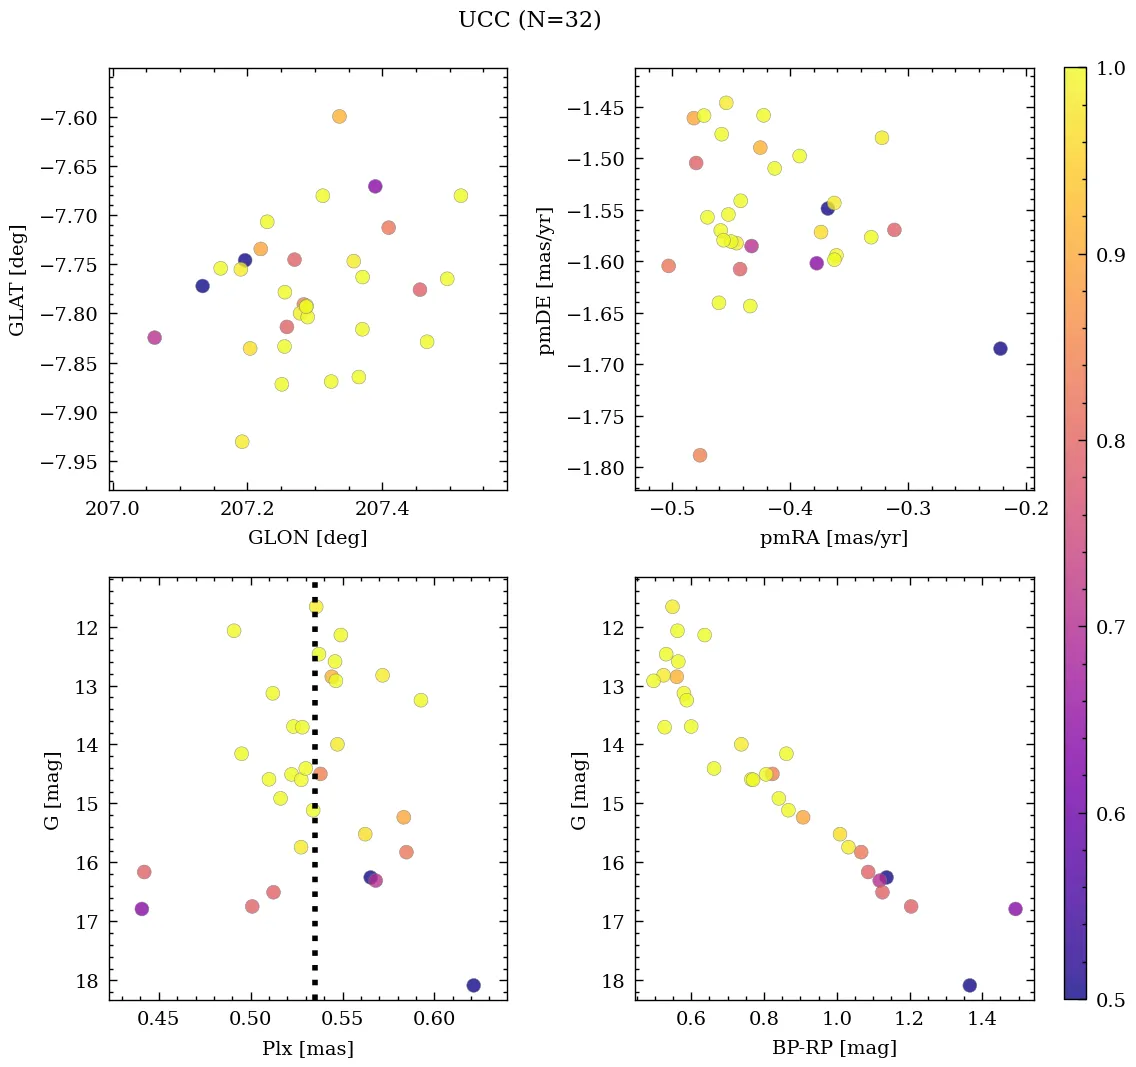 UCC (N=32)
−7.60
−7.65
−7.70
−7.75
−7.80
−7.85
−7.90
−7.95
GLAT [deg]
207.0 207.2 207.4
GLON [deg]
−1.45
−1.50
−1.55
−1.60
−1.65
−1.70
−1.75
−1.80
pmDE [mas/yr]
−0.5 −0.4 −0.3 −0.2
pmRA [mas/yr]
12
13
14
15
16
17
18
G [mag]
0.45 0.50 0.55 0.60
Plx [mas]
12
13
14
15
16
17
18
G [mag]
0.6 0.8 1.0 1.2 1.4
BP-RP [mag]
1.0
0.9
0.8
0.7
0.6
0.5